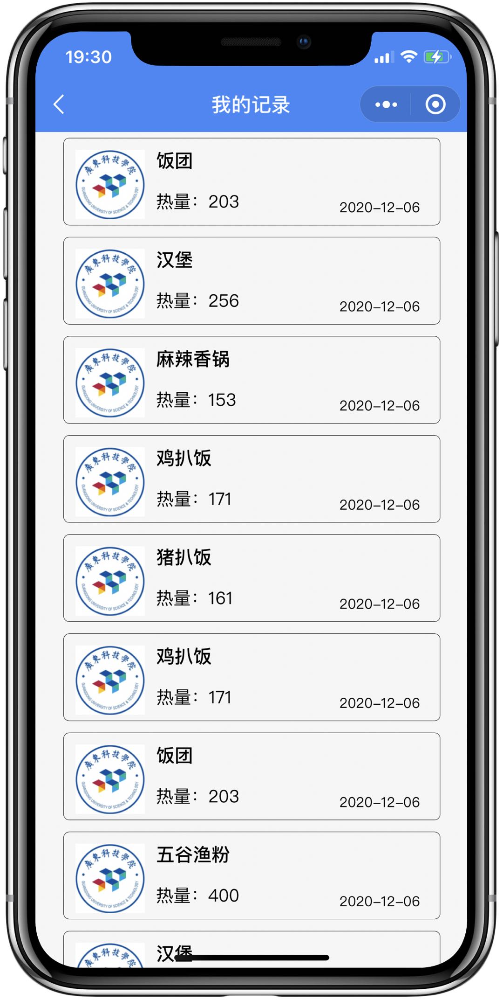 19:30
我的记录
廣東科技學院
GUANGDONG UNIVERSITY OF SCIENCE & TECHNOLOGY
饭团
热量：203
2020-12-06
廣東科技學院
GUANGDONG UNIVERSITY OF SCIENCE & TECHNOLOGY
汉堡
热量：256
2020-12-06
廣東科技學院
GUANGDONG UNIVERSITY OF SCIENCE & TECHNOLOGY
麻辣香锅
热量：153
2020-12-06
廣東科技學院
GUANGDONG UNIVERSITY OF SCIENCE & TECHNOLOGY
鸡扒饭
热量：171
2020-12-06
廣東科技學院
GUANGDONG UNIVERSITY OF SCIENCE & TECHNOLOGY
猪扒饭
热量：161
2020-12-06
廣東科技學院
GUANGDONG UNIVERSITY OF SCIENCE & TECHNOLOGY
鸡扒饭
热量：171
2020-12-06
廣東科技學院
GUANGDONG UNIVERSITY OF SCIENCE & TECHNOLOGY
饭团
热量：203
2020-12-06
廣東科技學院
GUANGDONG UNIVERSITY OF SCIENCE & TECHNOLOGY
五谷渔粉
热量：400
2020-12-06
廣東科技學院
汉堡